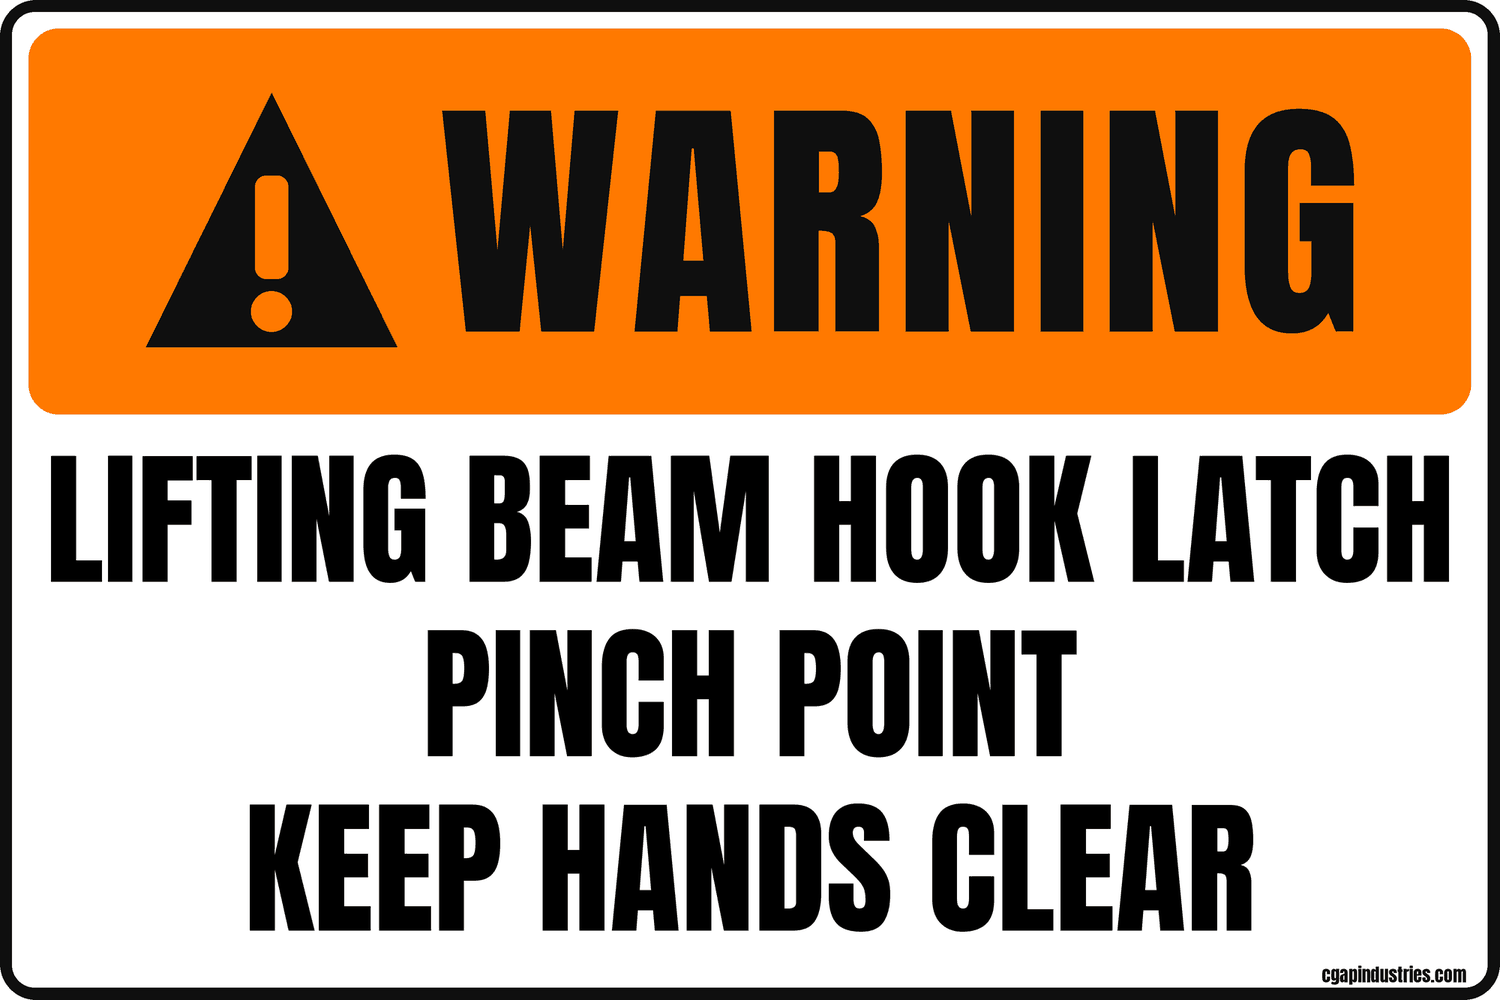 WARNING
LIFTING BEAM HOOK LATCH
PINCH POINT
KEEP HANDS CLEAR
cgapindustries.com